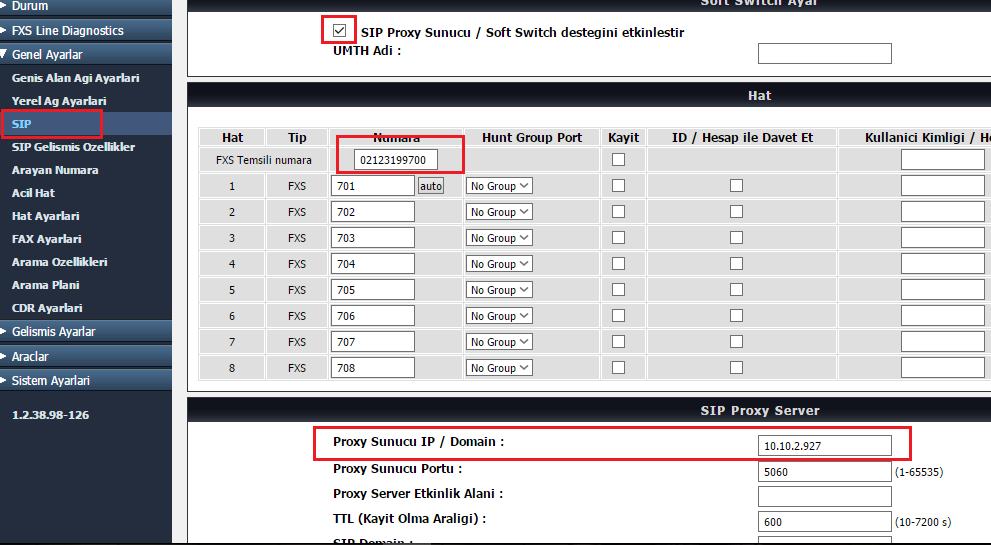 Durum
FXS Line Diagnostics
Genel Ayarlar
Genis Alan Agi Ayarlari
Yerel Ag Ayarlari
SIP
SIP Gelismis Ozellikler
Arayan Numara
Acil Hat
Hat Ayarlari
FAX Ayarlari
Arama Ozellikleri
Arama Plani
CDR Ayarlari
Gelismis Ayarlar
Araclar
Sistem Ayarlari
1.2.38.98-126
Soft Switch Ayar
SIP Proxy Sunucu / Soft Switch destegini etkinlestir
UMTH Adi :
Hat
Hat Tip Numara Hunt Group Port Kayit ID / Hesap ile Davet Et Kullanici Kimligi / He
FXS Temsili numara 02123199700
1 FXS 701 auto No Group
2 FXS 702 No Group
3 FXS 703 No Group
4 FXS 704 No Group
5 FXS 705 No Group
6 FXS 706 No Group
7 FXS 707 No Group
8 FXS 708 No Group
SIP Proxy Server
Proxy Sunucu IP / Domain : 10.10.2.927
Proxy Sunucu Portu : 5060 (1-65535)
Proxy Server Etkinlik Alani :
TTL (Kayit Olma Araligi) : 600 (10-7200 s)
SIP Domain :